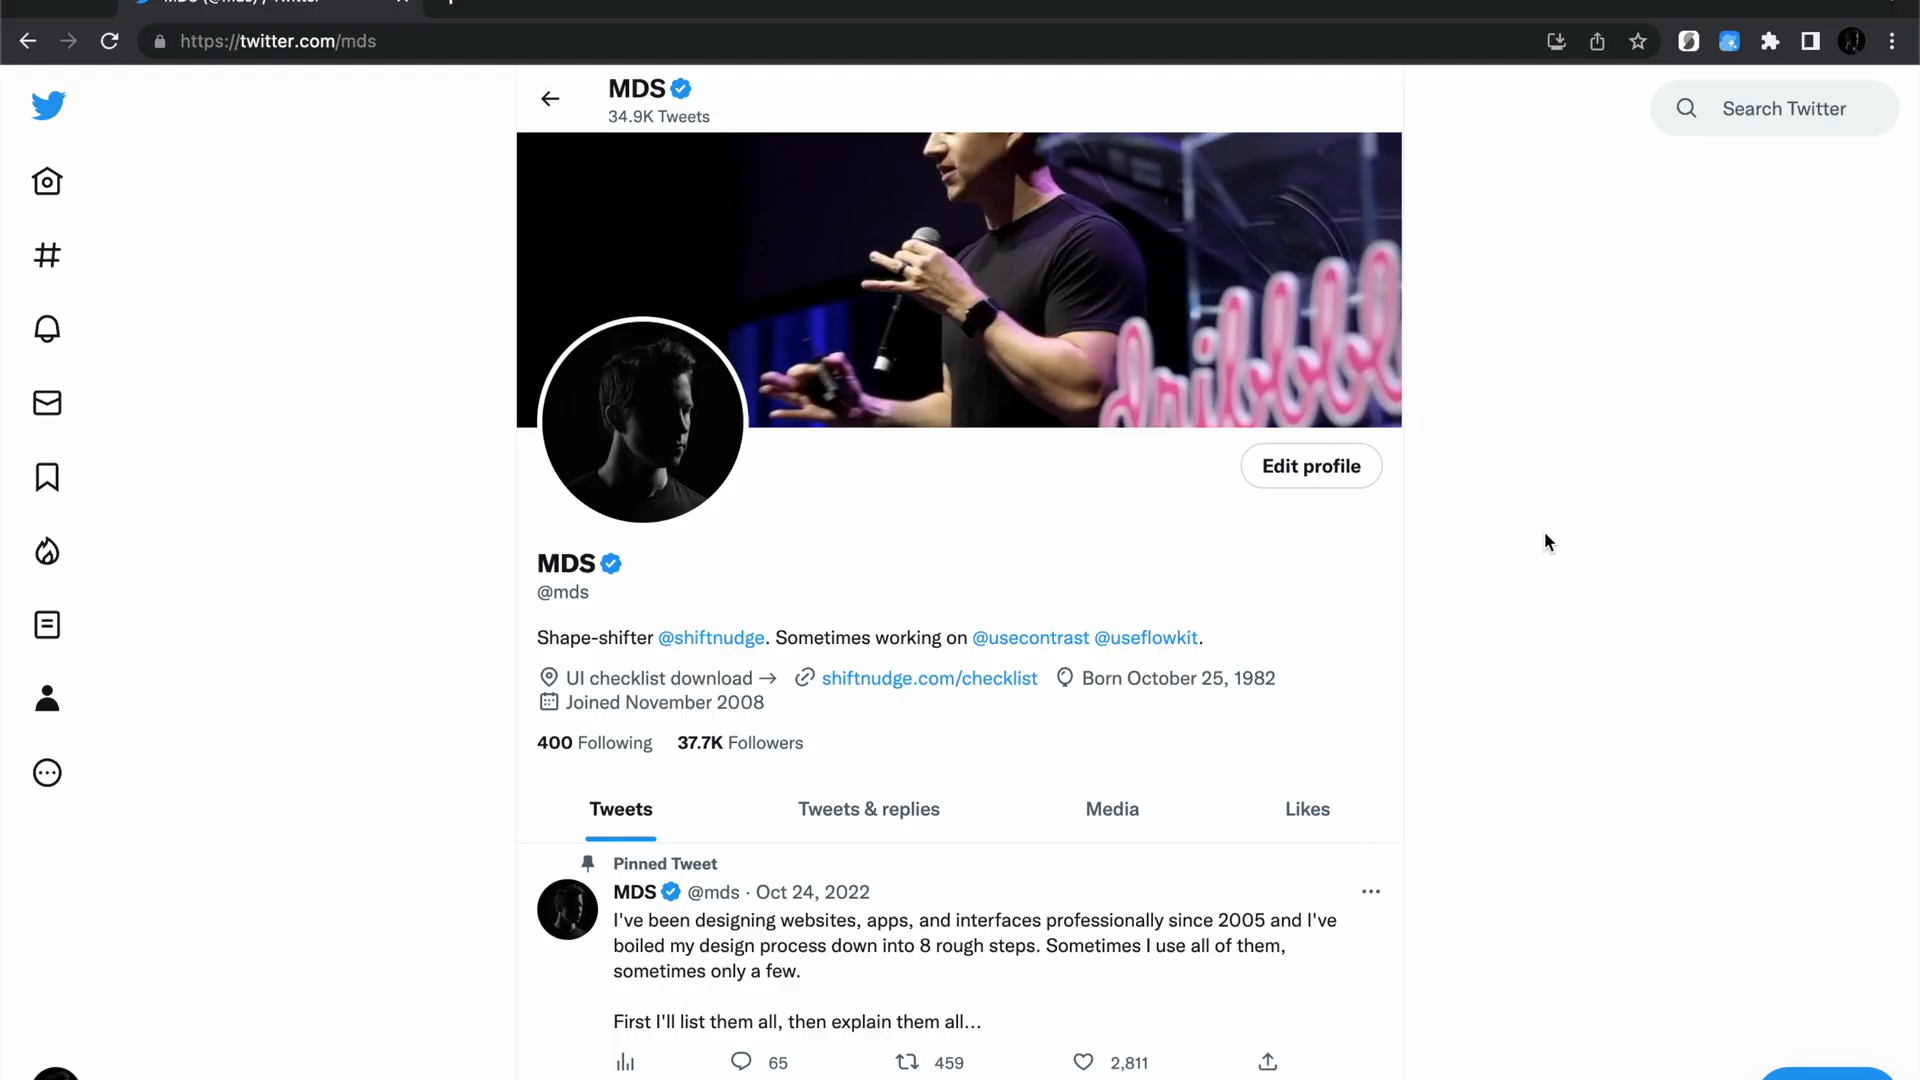 https://twitter.com/mds
MDS
34.9K Tweets
Search Twitter
dribbbl
Edit profile
MDS
@mds
Shape-shifter @shiftnudge. Sometimes working on @usecontrast @useflowkit.
UI checklist download → shiftnudge.com/checklist Born October 25, 1982
Joined November 2008
400 Following 37.7K Followers
Tweets Tweets & replies Media Likes
Pinned Tweet
MDS @mds · Oct 24, 2022
I've been designing websites, apps, and interfaces professionally since 2005 and I've
boiled my design process down into 8 rough steps. Sometimes I use all of them,
sometimes only a few.
First I'll list them all, then explain them all...
65 459 2,811